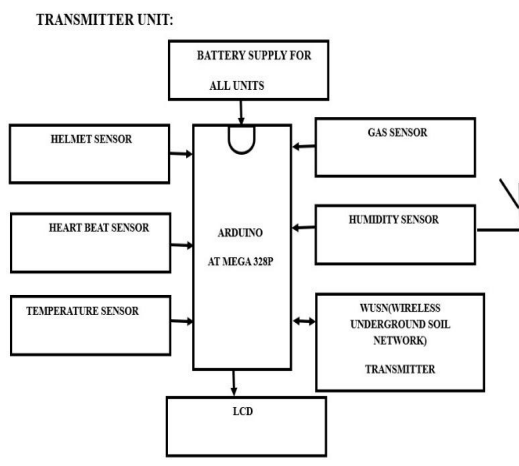 TRANSMITTER UNIT:
BATTERY SUPPLY FOR
ALL UNITS
HELMET SENSOR
GAS SENSOR
HEART BEAT SENSOR
ARDUINO
AT MEGA 328P
HUMIDITY SENSOR
TEMPERATURE SENSOR
WUSN(WIRELESS
UNDERGROUND SOIL
NETWORK)
TRANSMITTER
LCD